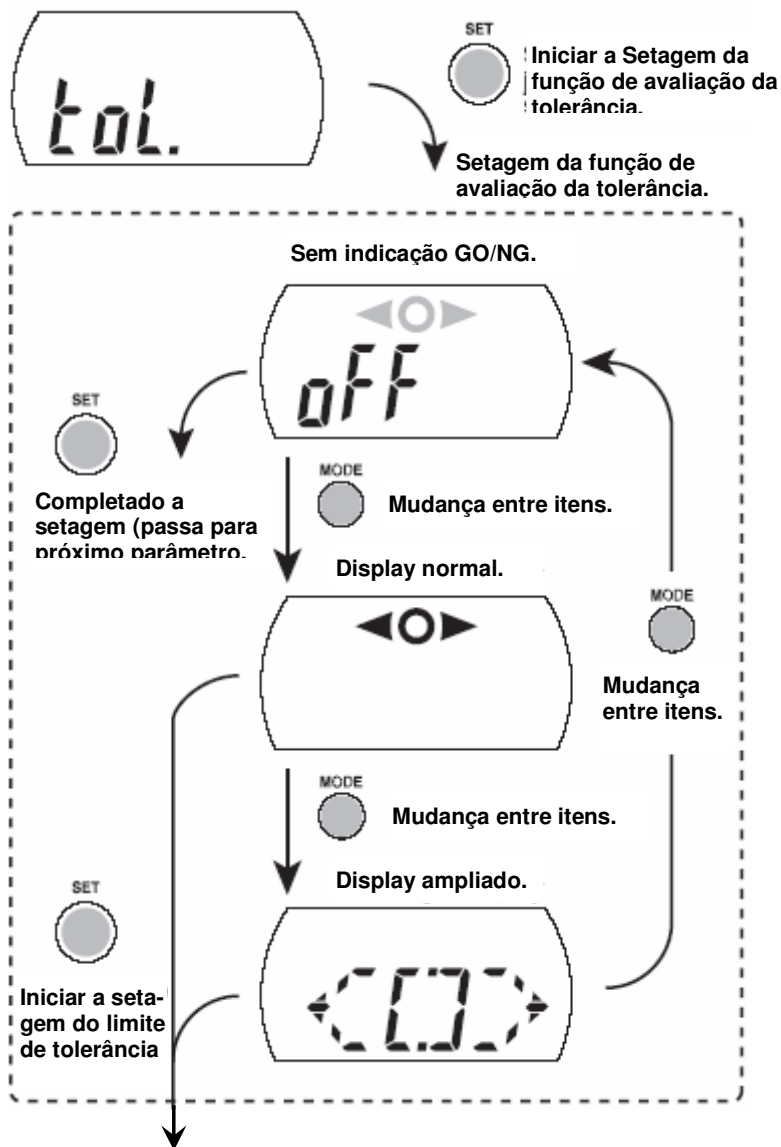 SET
Iniciar a Setagem da
função de avaliação da
tolerância.
tol.
Setagem da função de
avaliação da tolerância.
Sem indicação GO/NG.
oFF
SET
Completado a
setagem (passa para
próximo parâmetro.
MODE
Mudança entre itens.
Display normal.
MODE
Mudança
entre itens.
MODE
Mudança entre itens.
Display ampliado.
SET
Iniciar a seta-
gem do limite
de tolerância